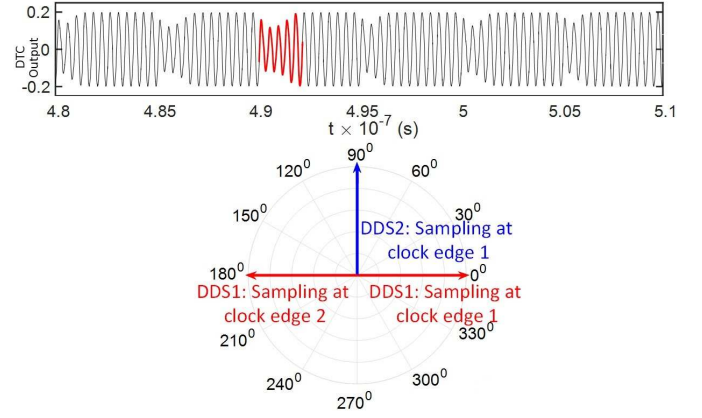 DTC
Output
0.2
0
-0.2
4.8 4.85 4.9 4.95 5 5.05 5.1
t × 10⁻⁷ (s)
90⁰
120⁰ 60⁰
150⁰ 30⁰
DDS2: Sampling at
clock edge 1
180⁰ 0⁰
DDS1: Sampling at DDS1: Sampling at
clock edge 2 clock edge 1
210⁰ 330⁰
240⁰ 300⁰
270⁰